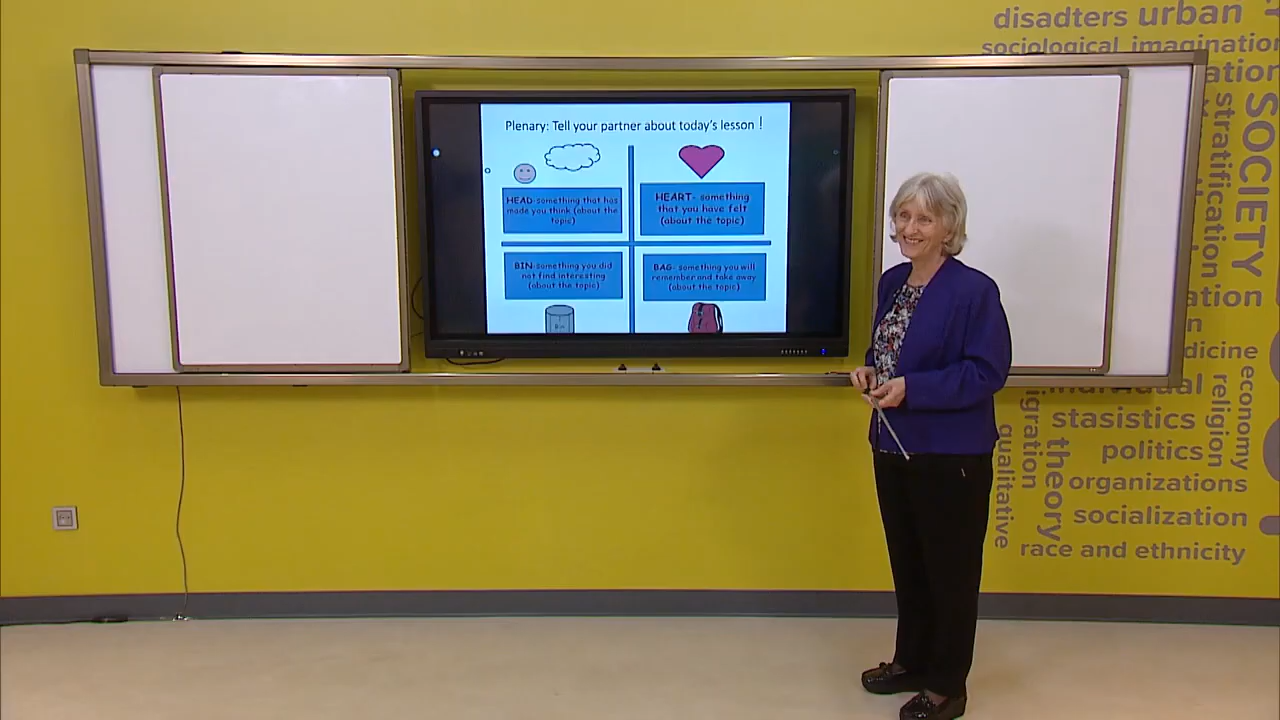 Plenary: Tell your partner about today's lesson !
HEAD-something that has
made you think (about the
topic)
HEART- something
that you have felt
(about the topic)
BIN-something you did
not find interesting
(about the topic)
BAG- something you will
remember and take away
(about the topic)
disadters urban
sociological imagination
stratification
SOCIETY
economy
religion
stasistics
politics
theory
organizations
qualitative
socialization
race and ethnicity